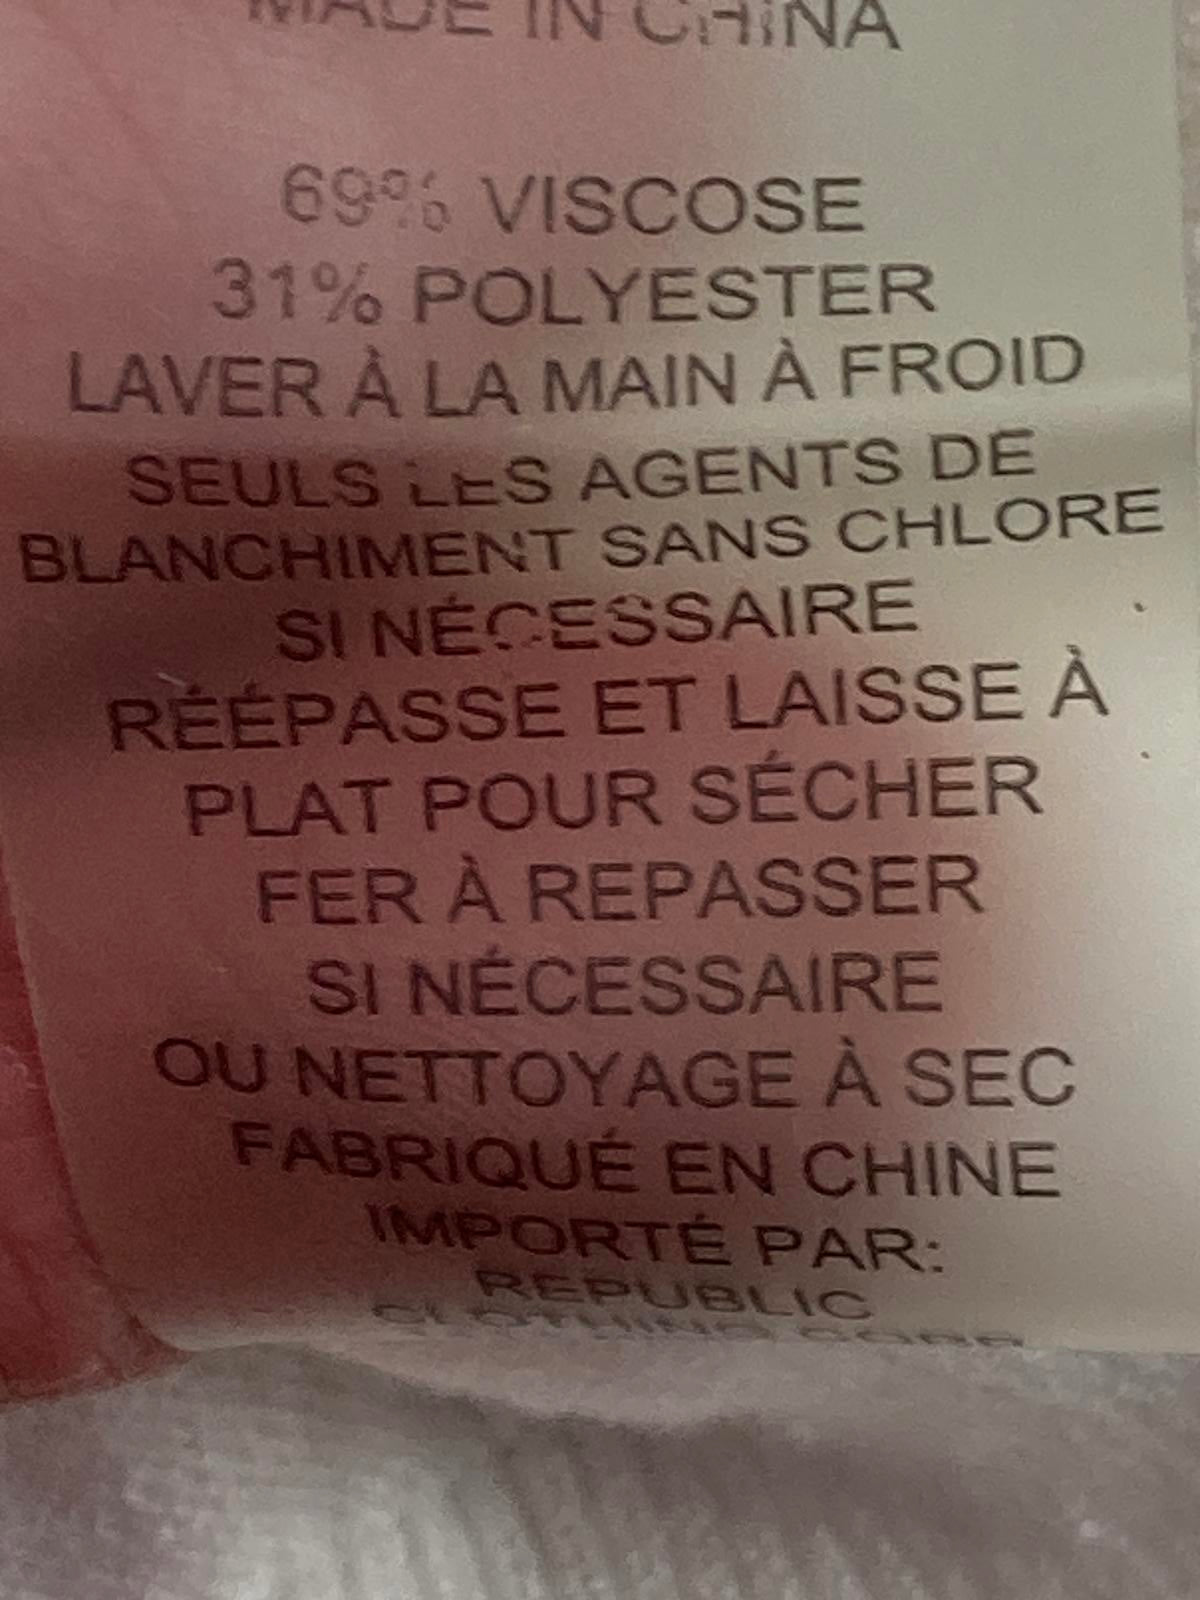 MADE IN CHINA
69% VISCOSE
31% POLYESTER
LAVER À LA MAIN À FROID
SEULS LES AGENTS DE
BLANCHIMENT SANS CHLORE
SI NÉCESSAIRE
RÉÉPASSE ET LAISSE À
PLAT POUR SÉCHER
FER À REPASSER
SI NÉCESSAIRE
OU NETTOYAGE À SEC
FABRIQUÉ EN CHINE
IMPORTÉ PAR:
REPUBLIC
CLOTHING CORP